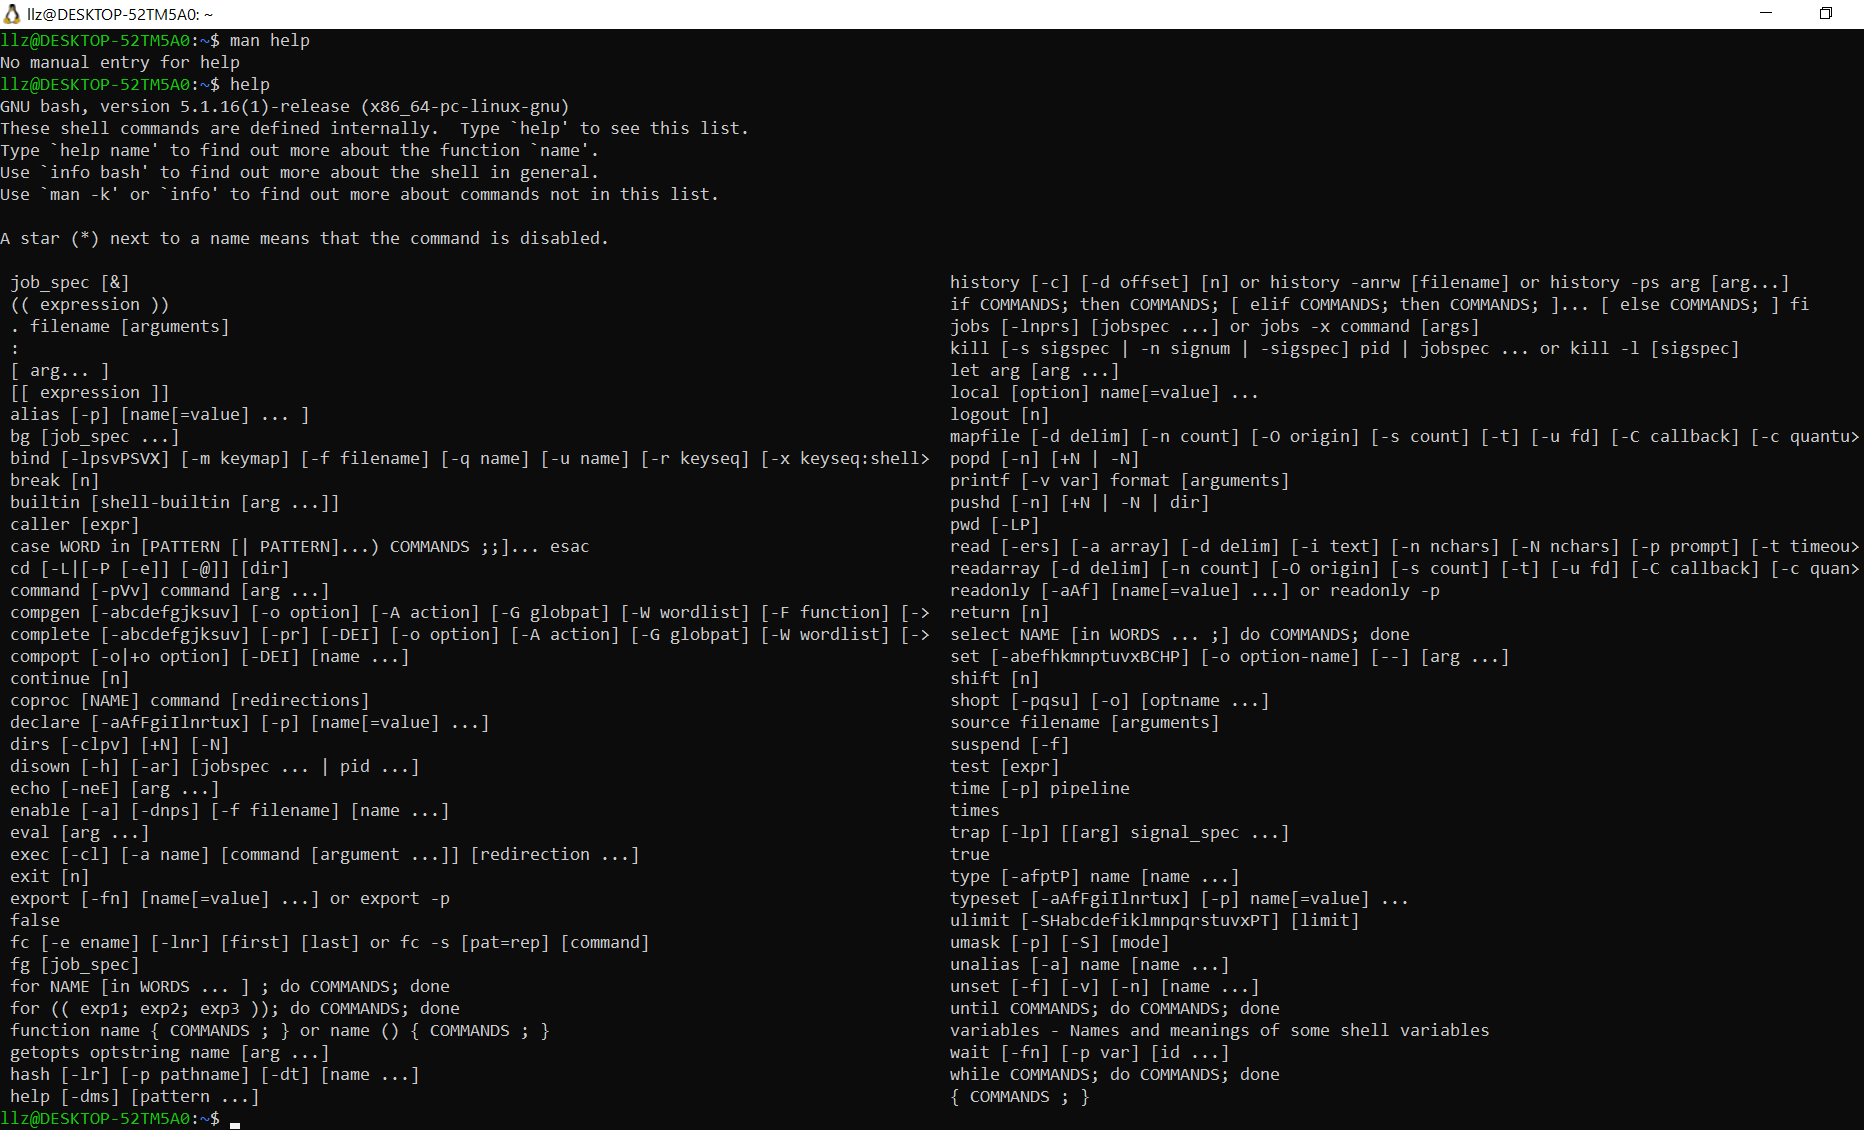 llz@DESKTOP-52TM5A0: ~
llz@DESKTOP-52TM5A0:~$ man help
No manual entry for help
llz@DESKTOP-52TM5A0:~$ help
GNU bash, version 5.1.16(1)-release (x86_64-pc-linux-gnu)
These shell commands are defined internally.  Type `help' to see this list.
Type `help name' to find out more about the function `name'.
Use `info bash' to find out more about the shell in general.
Use `man -k' or `info' to find out more about commands not in this list.
A star (*) next to a name means that the command is disabled.
job_spec [&]
(( expression ))
. filename [arguments]
:
[ arg... ]
[[ expression ]]
alias [-p] [name[=value] ... ]
bg [job_spec ...]
bind [-lpsvPSVX] [-m keymap] [-f filename] [-q name] [-u name] [-r keyseq] [-x keyseq:shell>
break [n]
builtin [shell-builtin [arg ...]]
caller [expr]
case WORD in [PATTERN [| PATTERN]...) COMMANDS ;;]... esac
cd [-L|[-P [-e]] [-@]] [dir]
command [-pVv] command [arg ...]
compgen [-abcdefgjksuv] [-o option] [-A action] [-G globpat] [-W wordlist] [-F function] [->
complete [-abcdefgjksuv] [-pr] [-DEI] [-o option] [-A action] [-G globpat] [-W wordlist] [->
compopt [-o|+o option] [-DEI] [name ...]
continue [n]
coproc [NAME] command [redirections]
declare [-aAfFgiIlnrtux] [-p] [name[=value] ...]
dirs [-clpv] [+N] [-N]
disown [-h] [-ar] [jobspec ... | pid ...]
echo [-neE] [arg ...]
enable [-a] [-dnps] [-f filename] [name ...]
eval [arg ...]
exec [-cl] [-a name] [command [argument ...]] [redirection ...]
exit [n]
export [-fn] [name[=value] ...] or export -p
false
fc [-e ename] [-lnr] [first] [last] or fc -s [pat=rep] [command]
fg [job_spec]
for NAME [in WORDS ... ] ; do COMMANDS; done
for (( exp1; exp2; exp3 )); do COMMANDS; done
function name { COMMANDS ; } or name () { COMMANDS ; }
getopts optstring name [arg ...]
hash [-lr] [-p pathname] [-dt] [name ...]
help [-dms] [pattern ...]
history [-c] [-d offset] [n] or history -anrw [filename] or history -ps arg [arg...]
if COMMANDS; then COMMANDS; [ elif COMMANDS; then COMMANDS; ]... [ else COMMANDS; ] fi
jobs [-lnprs] [jobspec ...] or jobs -x command [args]
kill [-s sigspec | -n signum | -sigspec] pid | jobspec ... or kill -l [sigspec]
let arg [arg ...]
local [option] name[=value] ...
logout [n]
mapfile [-d delim] [-n count] [-O origin] [-s count] [-t] [-u fd] [-C callback] [-c quantu>
popd [-n] [+N | -N]
printf [-v var] format [arguments]
pushd [-n] [+N | -N | dir]
pwd [-LP]
read [-ers] [-a array] [-d delim] [-i text] [-n nchars] [-N nchars] [-p prompt] [-t timeou>
readarray [-d delim] [-n count] [-O origin] [-s count] [-t] [-u fd] [-C callback] [-c quan>
readonly [-aAf] [name[=value] ...] or readonly -p
return [n]
select NAME [in WORDS ... ;] do COMMANDS; done
set [-abefhkmnptuvxBCHP] [-o option-name] [--] [arg ...]
shift [n]
shopt [-pqsu] [-o] [optname ...]
source filename [arguments]
suspend [-f]
test [expr]
time [-p] pipeline
times
trap [-lp] [[arg] signal_spec ...]
true
type [-afptP] name [name ...]
typeset [-aAfFgiIlnrtux] [-p] name[=value] ...
ulimit [-SHabcdefiklmnpqrstuvxPT] [limit]
umask [-p] [-S] [mode]
unalias [-a] name [name ...]
unset [-f] [-v] [-n] [name ...]
until COMMANDS; do COMMANDS; done
variables - Names and meanings of some shell variables
wait [-fn] [-p var] [id ...]
while COMMANDS; do COMMANDS; done
{ COMMANDS ; }
llz@DESKTOP-52TM5A0:~$